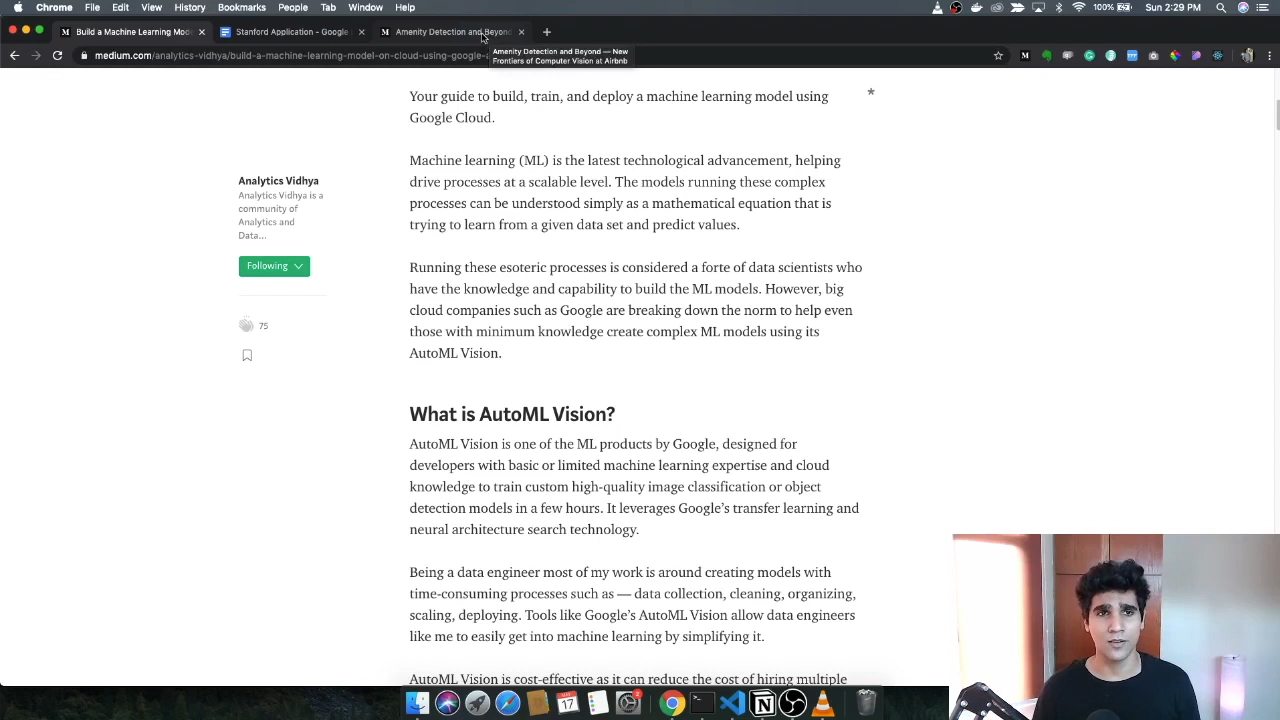 Chrome File Edit View History Bookmarks People Tab Window Help
100% Sun 2:29 PM
Build a Machine Learning Mod
Stanford Application - Google
Amenity Detection and Beyond
Amenity Detection and Beyond — New
Frontiers of Computer Vision at Airbnb
medium.com/analytics-vidhya/build-a-machine-learning-model-on-cloud-using-google-
Your guide to build, train, and deploy a machine learning model using
Google Cloud.
Machine learning (ML) is the latest technological advancement, helping
drive processes at a scalable level. The models running these complex
processes can be understood simply as a mathematical equation that is
trying to learn from a given data set and predict values.
Analytics Vidhya
Analytics Vidhya is a
community of
Analytics and
Data...
Following
75
Running these esoteric processes is considered a forte of data scientists who
have the knowledge and capability to build the ML models. However, big
cloud companies such as Google are breaking down the norm to help even
those with minimum knowledge create complex ML models using its
AutoML Vision.
What is AutoML Vision?
AutoML Vision is one of the ML products by Google, designed for
developers with basic or limited machine learning expertise and cloud
knowledge to train custom high-quality image classification or object
detection models in a few hours. It leverages Google's transfer learning and
neural architecture search technology.
Being a data engineer most of my work is around creating models with
time-consuming processes such as — data collection, cleaning, organizing,
scaling, deploying. Tools like Google's AutoML Vision allow data engineers
like me to easily get into machine learning by simplifying it.
AutoML Vision is cost-effective as it can reduce the cost of hiring multiple
17
2